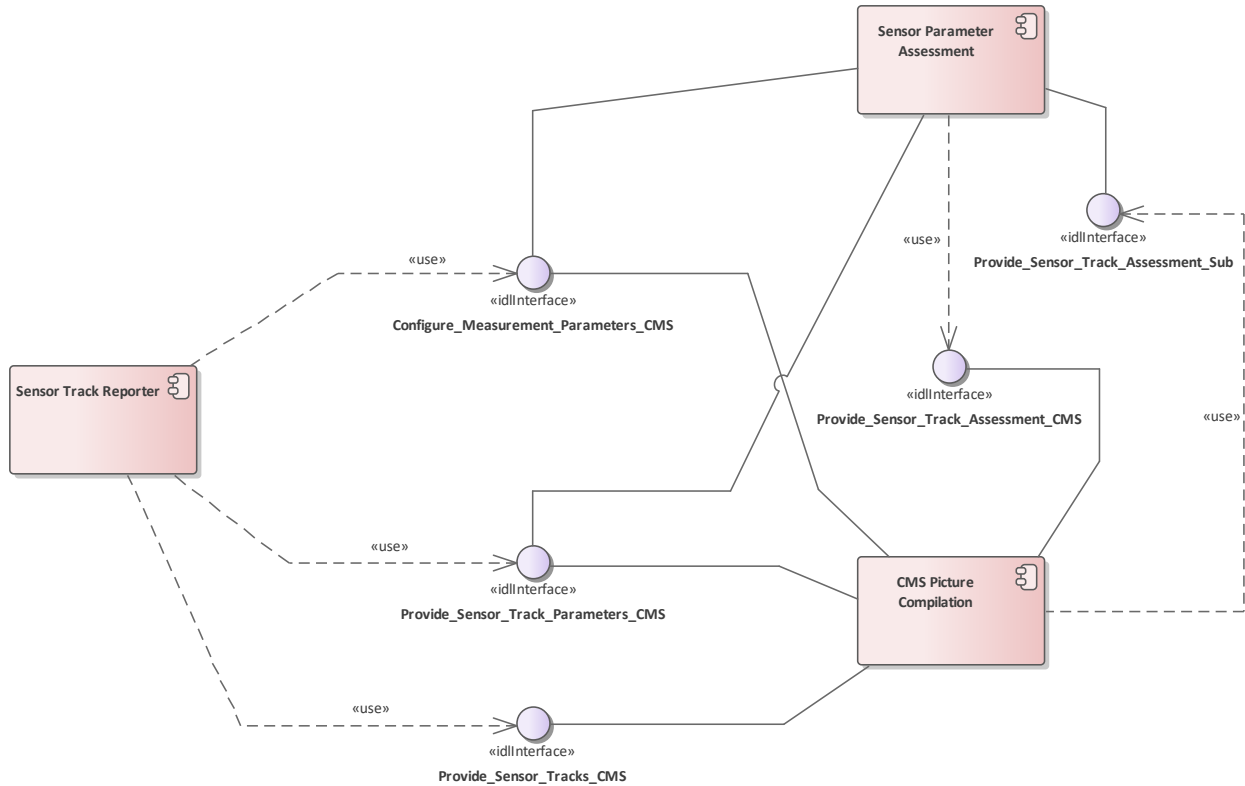 Sensor Parameter
Assessment
«use»
«idlInterface»
Provide_Sensor_Track_Assessment_Sub
«use»
«idlInterface»
Configure_Measurement_Parameters_CMS
Sensor Track Reporter
«idlInterface»
Provide_Sensor_Track_Assessment_CMS
«use»
«use»
«idlInterface»
Provide_Sensor_Track_Parameters_CMS
CMS Picture
Compilation
«use»
«idlInterface»
Provide_Sensor_Tracks_CMS